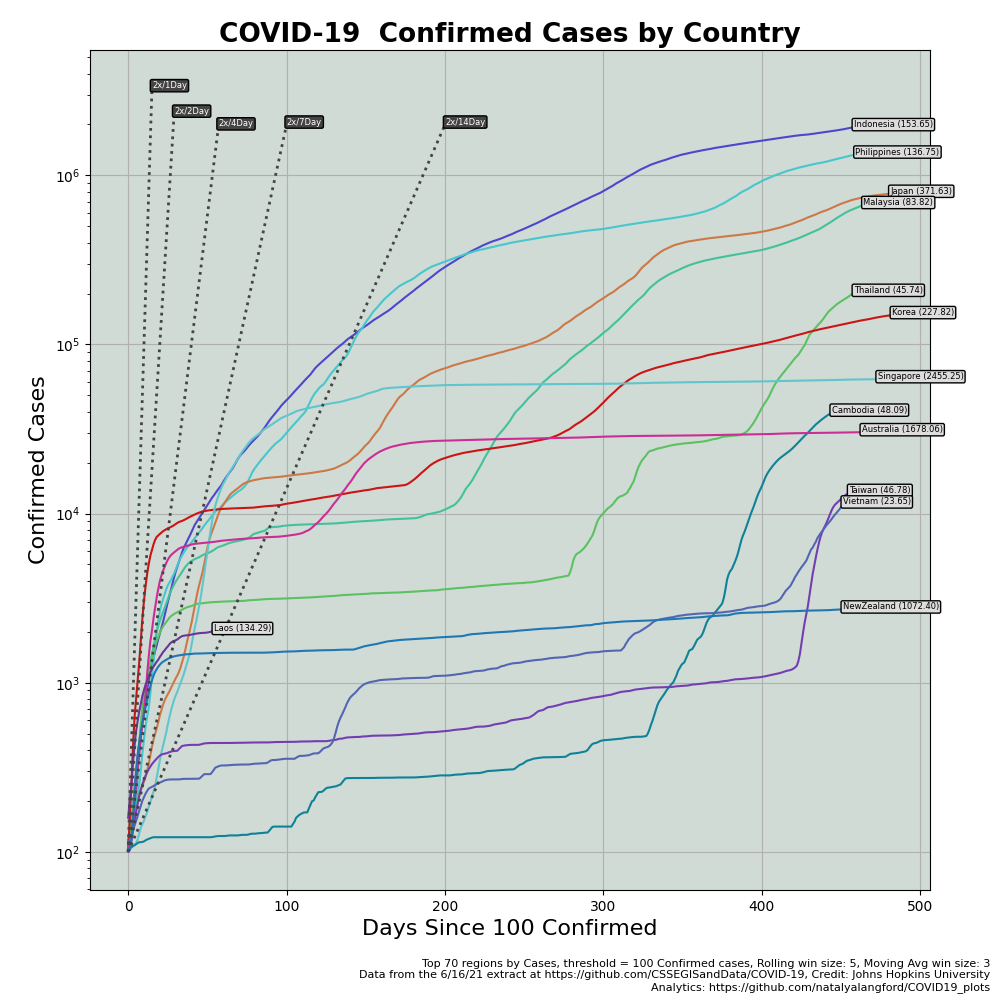 COVID-19  Confirmed Cases by Country
2x/1Day
2x/2Day
2x/4Day
2x/7Day
2x/14Day
Indonesia (153.65)
Philippines (136.75)
Japan (371.63)
Malaysia (83.82)
Thailand (45.74)
Korea (227.82)
Singapore (2455.25)
Cambodia (48.09)
Australia (1678.06)
Taiwan (46.78)
Vietnam (23.65)
NewZealand (1072.40)
Laos (134.29)
Confirmed Cases
10^6
10^5
10^4
10^3
10^2
0 100 200 300 400 500
Days Since 100 Confirmed
Top 70 regions by Cases, threshold = 100 Confirmed cases, Rolling win size: 5, Moving Avg win size: 3
Data from the 6/16/21 extract at https://github.com/CSSEGISandData/COVID-19, Credit: Johns Hopkins University
Analytics: https://github.com/natalyalangford/COVID19_plots